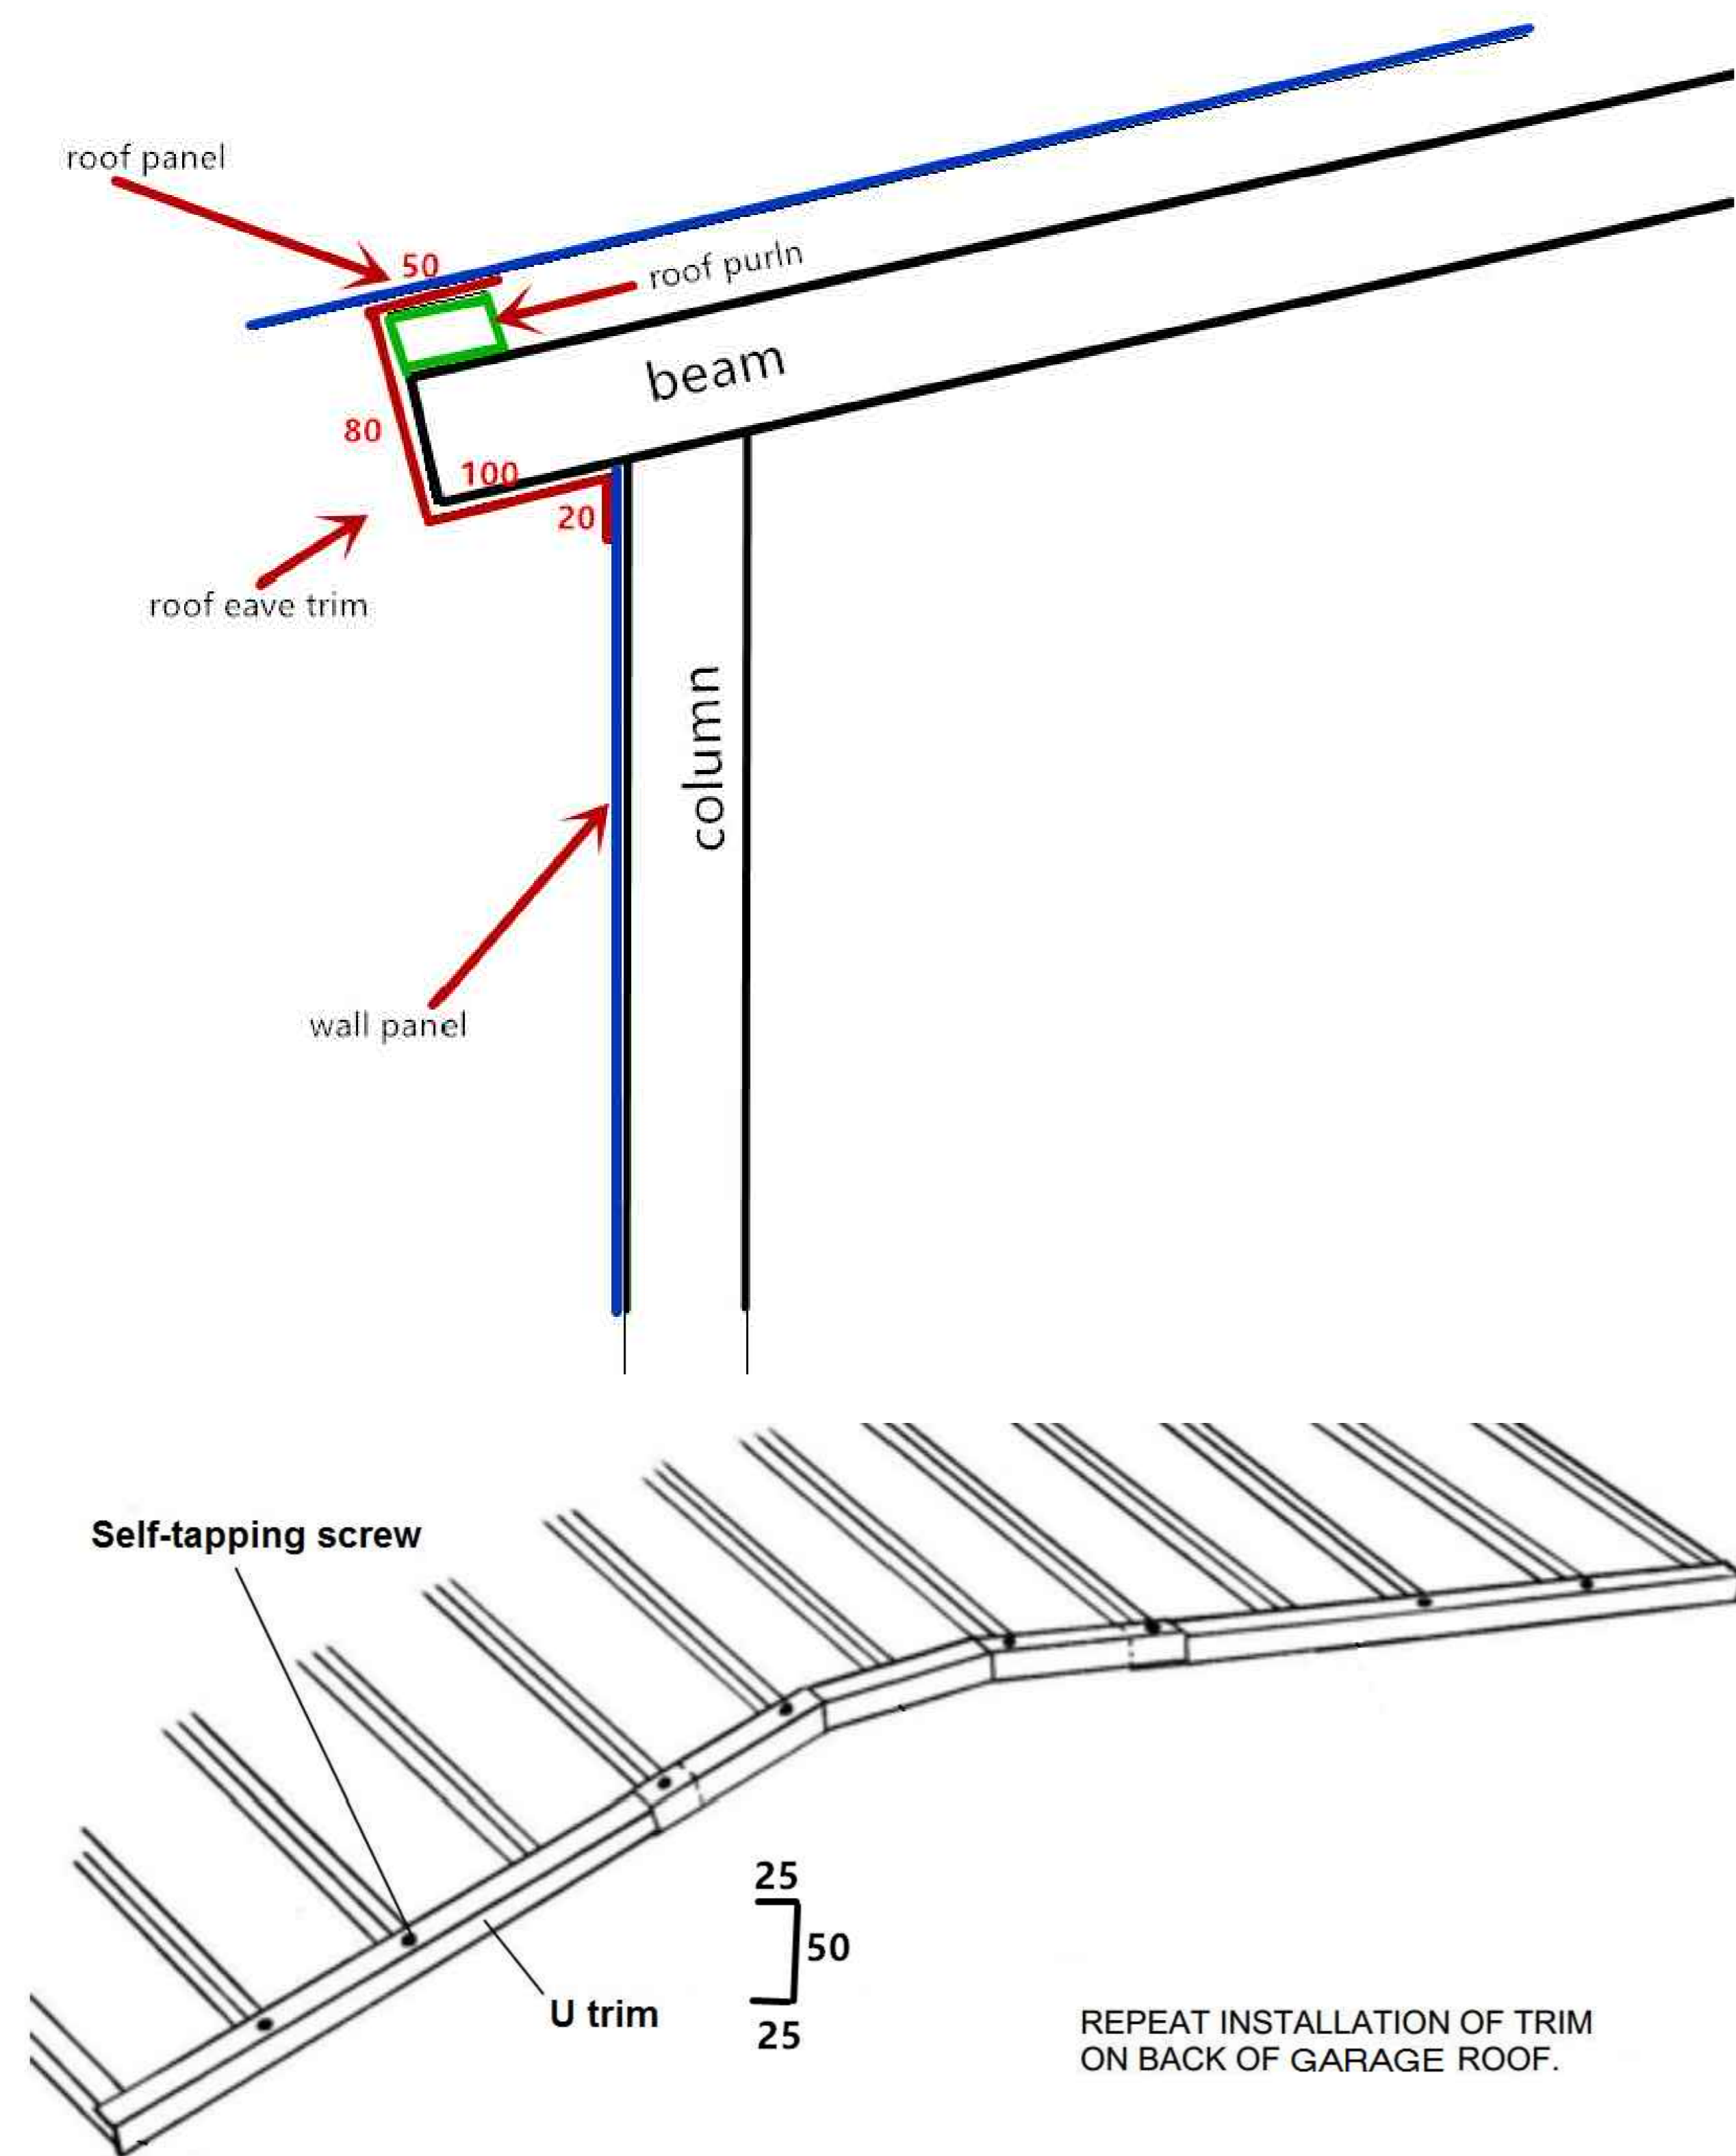 roof panel
50
roof purln
beam
80
100
20
roof eave trim
column
wall panel
Self-tapping screw
25
50
U trim
25
REPEAT INSTALLATION OF TRIM
ON BACK OF GARAGE ROOF.